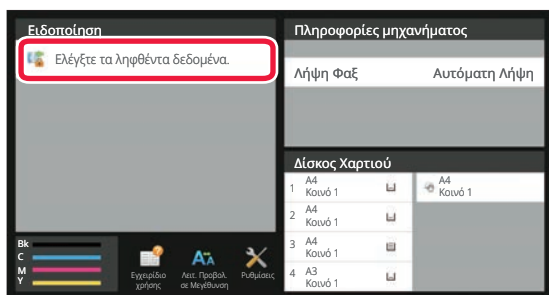 Ειδοποίηση
Ελέγξτε τα ληφθέντα δεδομένα.
Πληροφορίες μηχανήματος
Λήψη Φαξ Αυτόματη Λήψη
Δίσκος Χαρτιού
1 A4
Κοινό 1
A4
Κοινό 1
2 A4
Κοινό 1
3 A4
Κοινό 1
4 A3
Κοινό 1
Bk
C
M
Y
Εγχειρίδιο
χρήσης
Λειτ. Προβολ.
σε Μεγέθυνση
Ρυθμίσεις